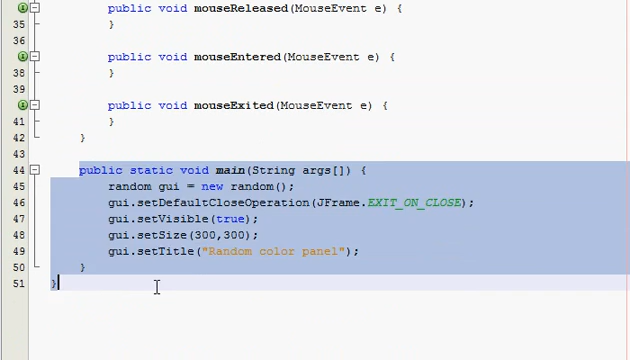 public void mouseReleased(MouseEvent e) {
35 }
36
public void mouseEntered(MouseEvent e) {
38 }
39
public void mouseExited(MouseEvent e) {
41 }
42 }
43
44 public static void main(String args[]) {
45 random gui = new random();
46 gui.setDefaultCloseOperation(JFrame.EXIT_ON_CLOSE);
47 gui.setVisible(true);
48 gui.setSize(300,300);
49 gui.setTitle("Random color panel");
50 }
51 }